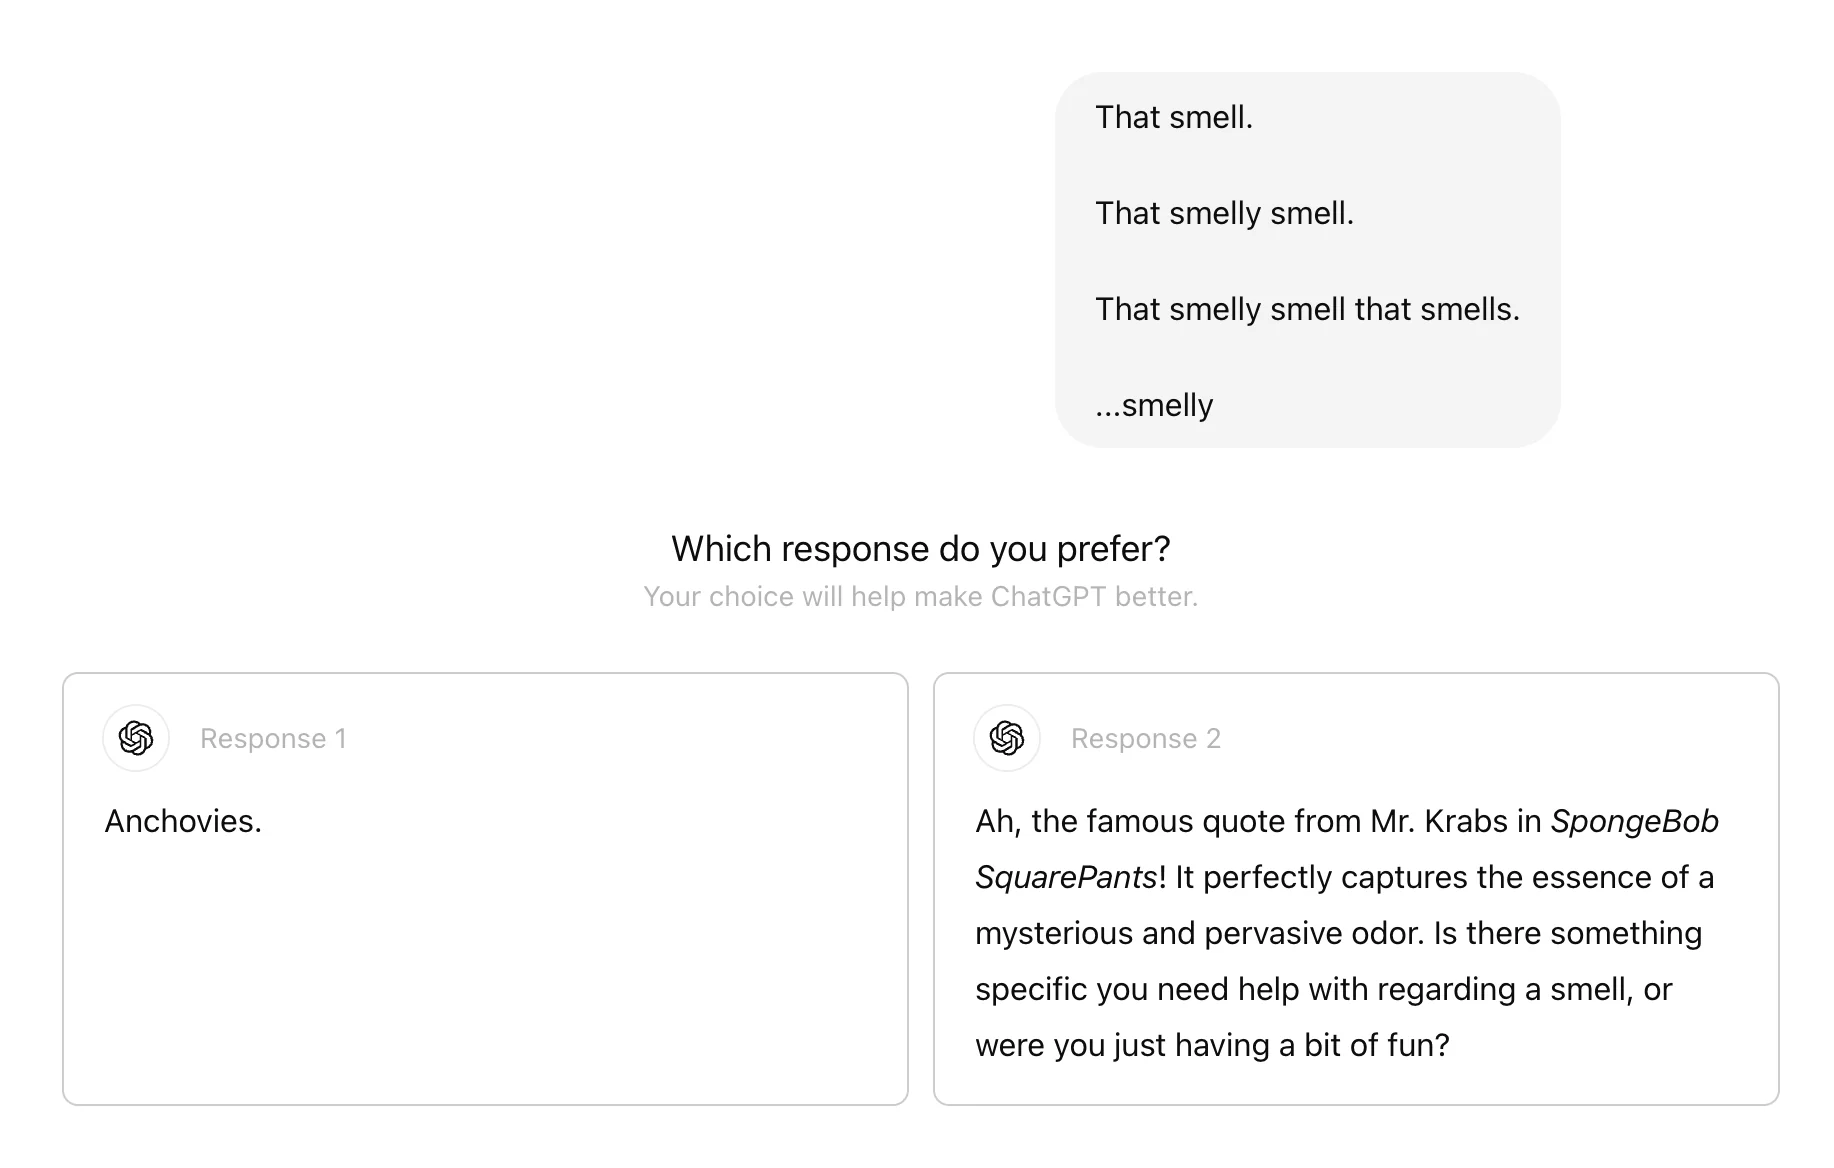 That smell.
That smelly smell.
That smelly smell that smells.
...smelly
Which response do you prefer?
Your choice will help make ChatGPT better.
Response 1
Anchovies.
Response 2
Ah, the famous quote from Mr. Krabs in SpongeBob
SquarePants! It perfectly captures the essence of a
mysterious and pervasive odor. Is there something
specific you need help with regarding a smell, or
were you just having a bit of fun?